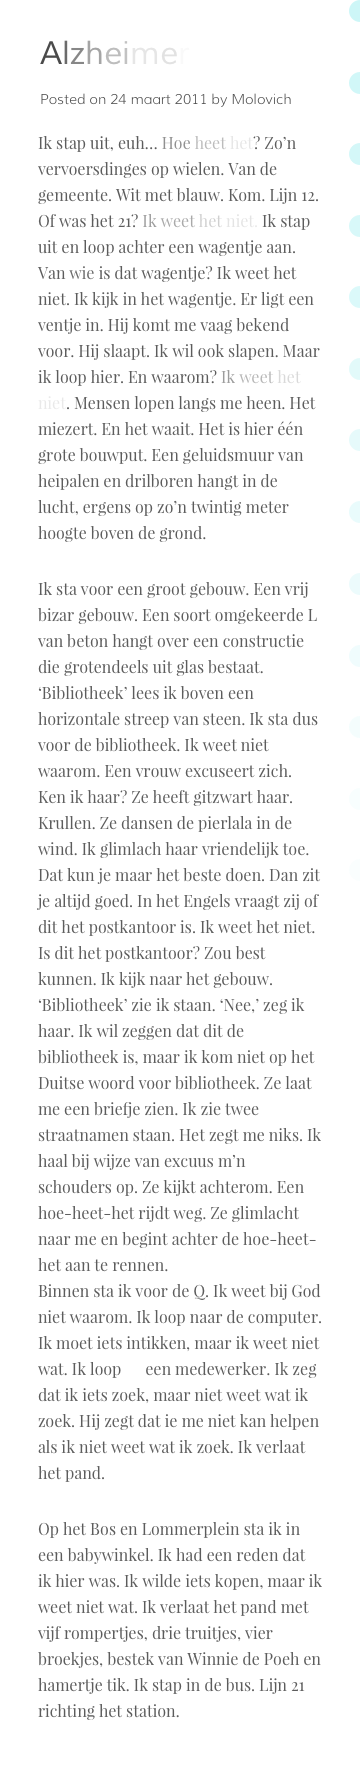 Alzheimer
Posted on 24 maart 2011 by Molovich
Ik stap uit, euh... Hoe heet het? Zo’n
vervoersdinges op wielen. Van de
gemeente. Wit met blauw. Kom. Lijn 12.
Of was het 21? Ik weet het niet. Ik stap
uit en loop achter een wagentje aan.
Van wie is dat wagentje? Ik weet het
niet. Ik kijk in het wagentje. Er ligt een
ventje in. Hij komt me vaag bekend
voor. Hij slaapt. Ik wil ook slapen. Maar
ik loop hier. En waarom? Ik weet het
niet. Mensen lopen langs me heen. Het
miezert. En het waait. Het is hier één
grote bouwput. Een geluidsmuur van
heipalen en drilboren hangt in de
lucht, ergens op zo’n twintig meter
hoogte boven de grond.
Ik sta voor een groot gebouw. Een vrij
bizar gebouw. Een soort omgekeerde L
van beton hangt over een constructie
die grotendeels uit glas bestaat.
‘Bibliotheek’ lees ik boven een
horizontale streep van steen. Ik sta dus
voor de bibliotheek. Ik weet niet
waarom. Een vrouw excuseert zich.
Ken ik haar? Ze heeft gitzwart haar.
Krullen. Ze dansen de pierlala in de
wind. Ik glimlach haar vriendelijk toe.
Dat kun je maar het beste doen. Dan zit
je altijd goed. In het Engels vraagt zij of
dit het postkantoor is. Ik weet het niet.
Is dit het postkantoor? Zou best
kunnen. Ik kijk naar het gebouw.
‘Bibliotheek’ zie ik staan. ‘Nee,’ zeg ik
haar. Ik wil zeggen dat dit de
bibliotheek is, maar ik kom niet op het
Duitse woord voor bibliotheek. Ze laat
me een briefje zien. Ik zie twee
straatnamen staan. Het zegt me niks. Ik
haal bij wijze van excuus m’n
schouders op. Ze kijkt achterom. Een
hoe-heet-het rijdt weg. Ze glimlacht
naar me en begint achter de hoe-heet-
het aan te rennen.
Binnen sta ik voor de Q. Ik weet bij God
niet waarom. Ik loop naar de computer.
Ik moet iets intikken, maar ik weet niet
wat. Ik loop een medewerker. Ik zeg
dat ik iets zoek, maar niet weet wat ik
zoek. Hij zegt dat ie me niet kan helpen
als ik niet weet wat ik zoek. Ik verlaat
het pand.
Op het Bos en Lommerplein sta ik in
een babywinkel. Ik had een reden dat
ik hier was. Ik wilde iets kopen, maar ik
weet niet wat. Ik verlaat het pand met
vijf rompertjes, drie truitjes, vier
broekjes, bestek van Winnie de Poeh en
hamertje tik. Ik stap in de bus. Lijn 21
richting het station.